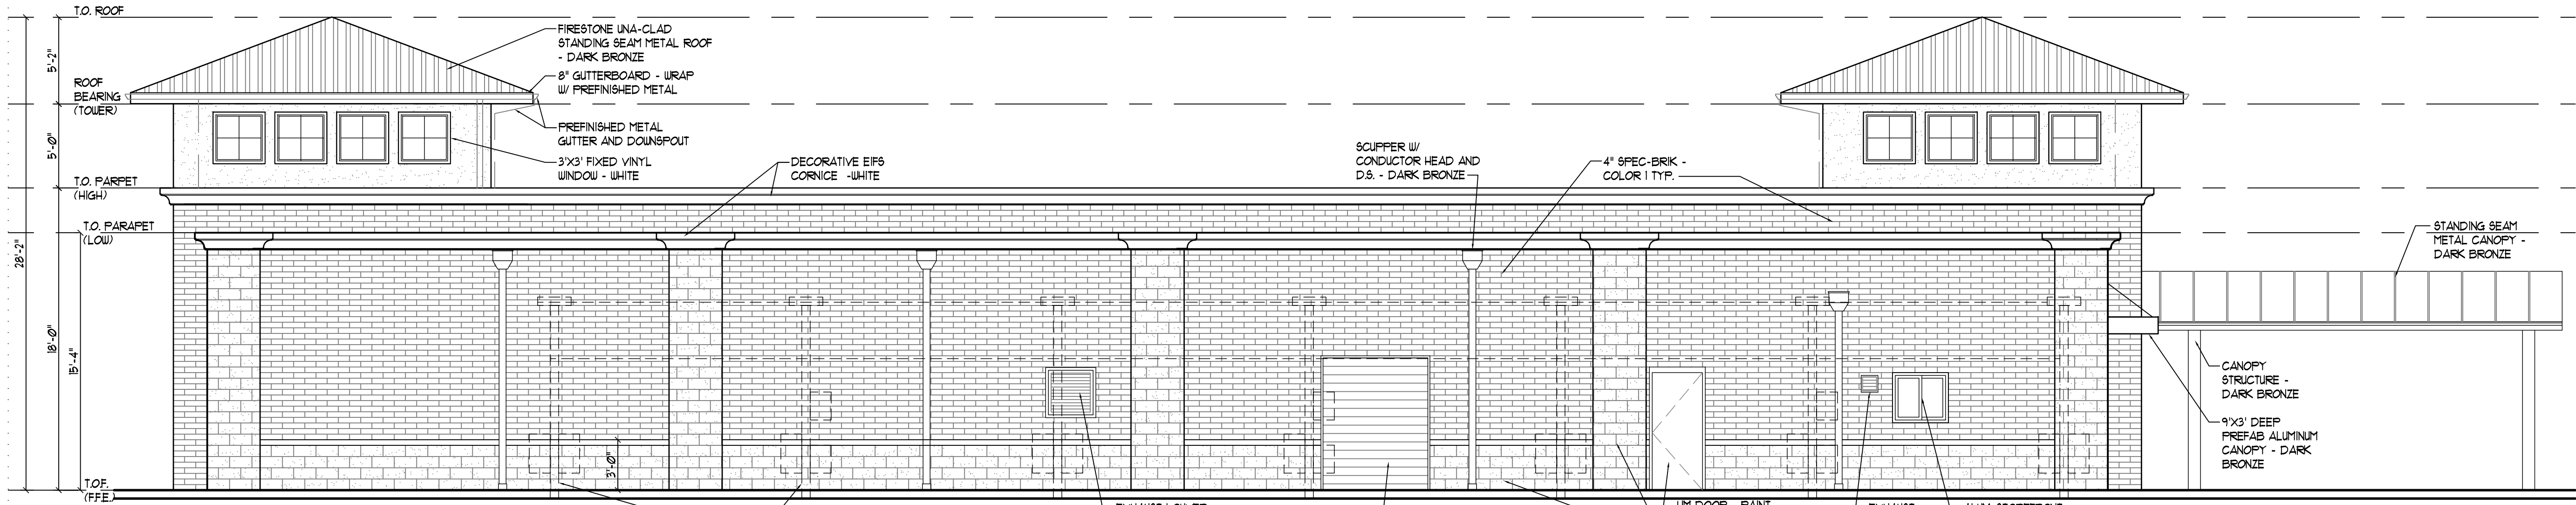 T.O. ROOF
5'-2"
ROOF
BEARING
(TOWER)
5'-0"
T.O. PARPET
(HIGH)
T.O. PARAPET
(LOW)
28'-2"
18'-0"
15'-4"
T.O.F.
(F.F.E.)
FIRESTONE UNA-CLAD
STANDING SEAM METAL ROOF
- DARK BRONZE
8" GUTTERBOARD - WRAP
W/ PREFINISHED METAL
PREFINISHED METAL
GUTTER AND DOWNSPOUT
3'X3' FIXED VINYL
WINDOW - WHITE
DECORATIVE EIFS
CORNICE -WHITE
SCUPPER W/
CONDUCTOR HEAD AND
D.S. - DARK BRONZE
4" SPEC-BRIK -
COLOR 1 TYP.
STANDING SEAM
METAL CANOPY -
DARK BRONZE
CANOPY
STRUCTURE -
DARK BRONZE
9'X3' DEEP
PREFAB ALUMINUM
CANOPY - DARK
BRONZE
3'-0"